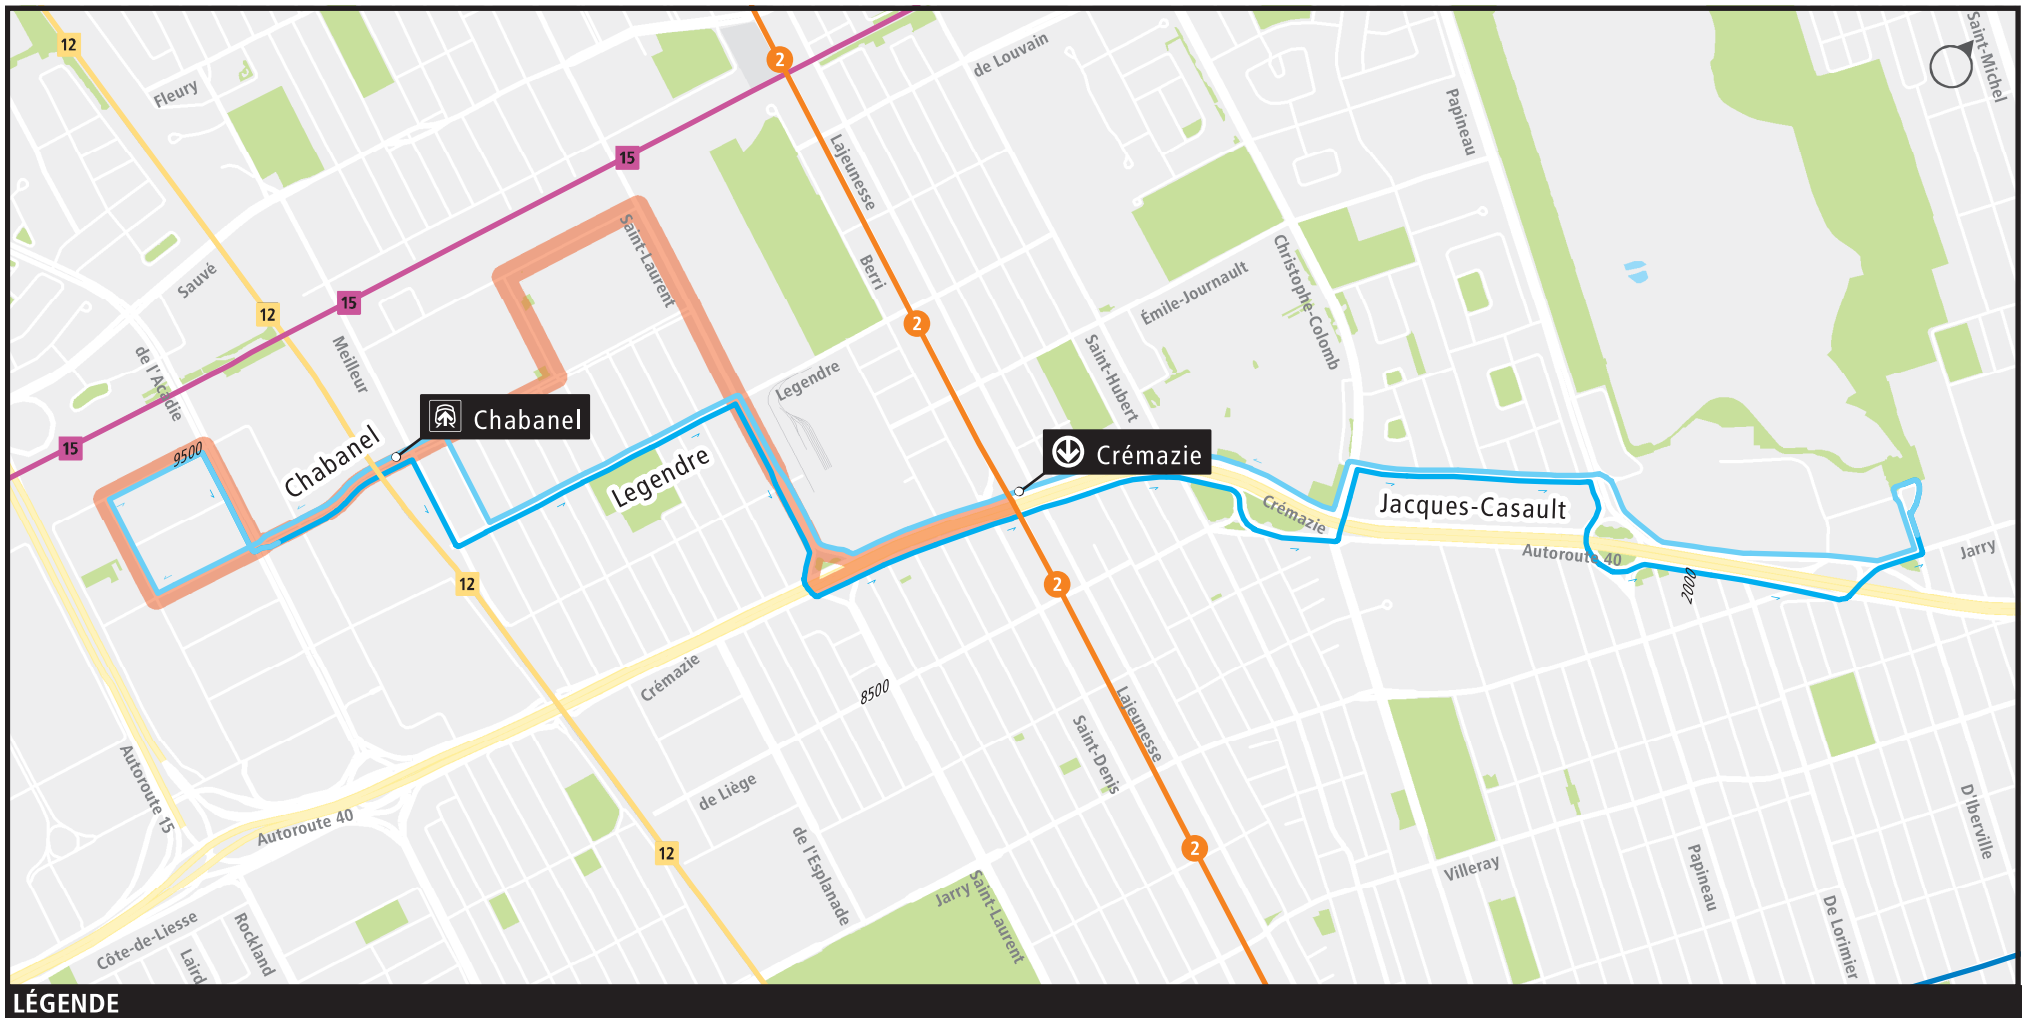 12
2
Saint-Michel
de Louvain
Fleury
Papineau
15
Lajeunesse
Saint-Laurent
Sauvé
Berri
Christophe-Colomb
Émile-Journault
15
12
2
Meilleur
Saint-Hubert
de l'Acadie
Legendre
Chabanel
15
9500
Chabanel
Crémazie
Legendre
Jacques-Casault
Crémazie
Autoroute 40
Jarry
12
2
2000
Crémazie
8500
Lajeunesse
Saint-Denis
Autoroute 15
de Liège
Autoroute 40
de l'Esplanade
12
2
D'Iberville
Papineau
Villeray
Jarry
Saint-Laurent
Côte-de-Liesse
Rockland
Laird
De Lorimier
LÉGENDE